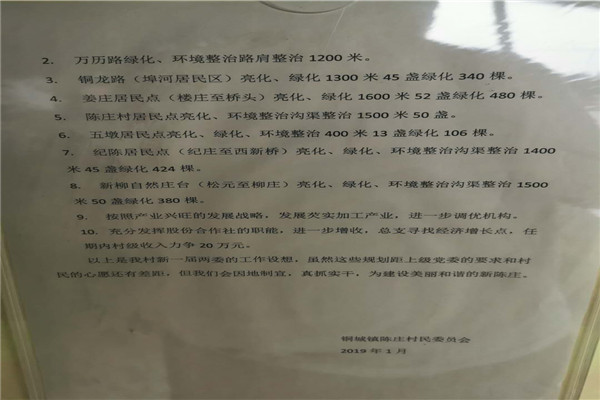 2. 万历路绿化、环境整治路肩整治 1200 米。
3. 铜龙路（埠河居民区）亮化、绿化 1300 米 45 盏绿化 340 棵。
4. 姜庄居民点（楼庄至桥头）亮化、绿化 1600 米 52 盏绿化 480 棵。
5. 陈庄村居民点亮化、环境整治沟渠整治 1500 米 50 盏。
6. 五墩居民点亮化、绿化、环境整治 400 米 13 盏绿化 106 棵。
7. 纪陈居民点（纪庄至西新桥）亮化、绿化、环境整治沟渠整治 1400
米 45 盏绿化 424 棵。
8. 新柳自然庄台（松元至柳庄）亮化、绿化、环境整治沟渠整治 1500
米 50 盏绿化 380 棵。
9. 按照产业兴旺的发展战略，发展芡实加工产业，进一步调优机构。
10. 充分发挥股份合作社的职能，进一步增收，总支寻找经济增长点，任
期内村级收入力争 20 万元。
以上是我村新一届两委的工作设想，虽然这些规划距上级党委的要求和村
民的心愿还有差距，但我们会因地制宜，真抓实干，为建设美丽和谐的新陈庄。
铜城镇陈庄村民委员会
2019 年 1 月